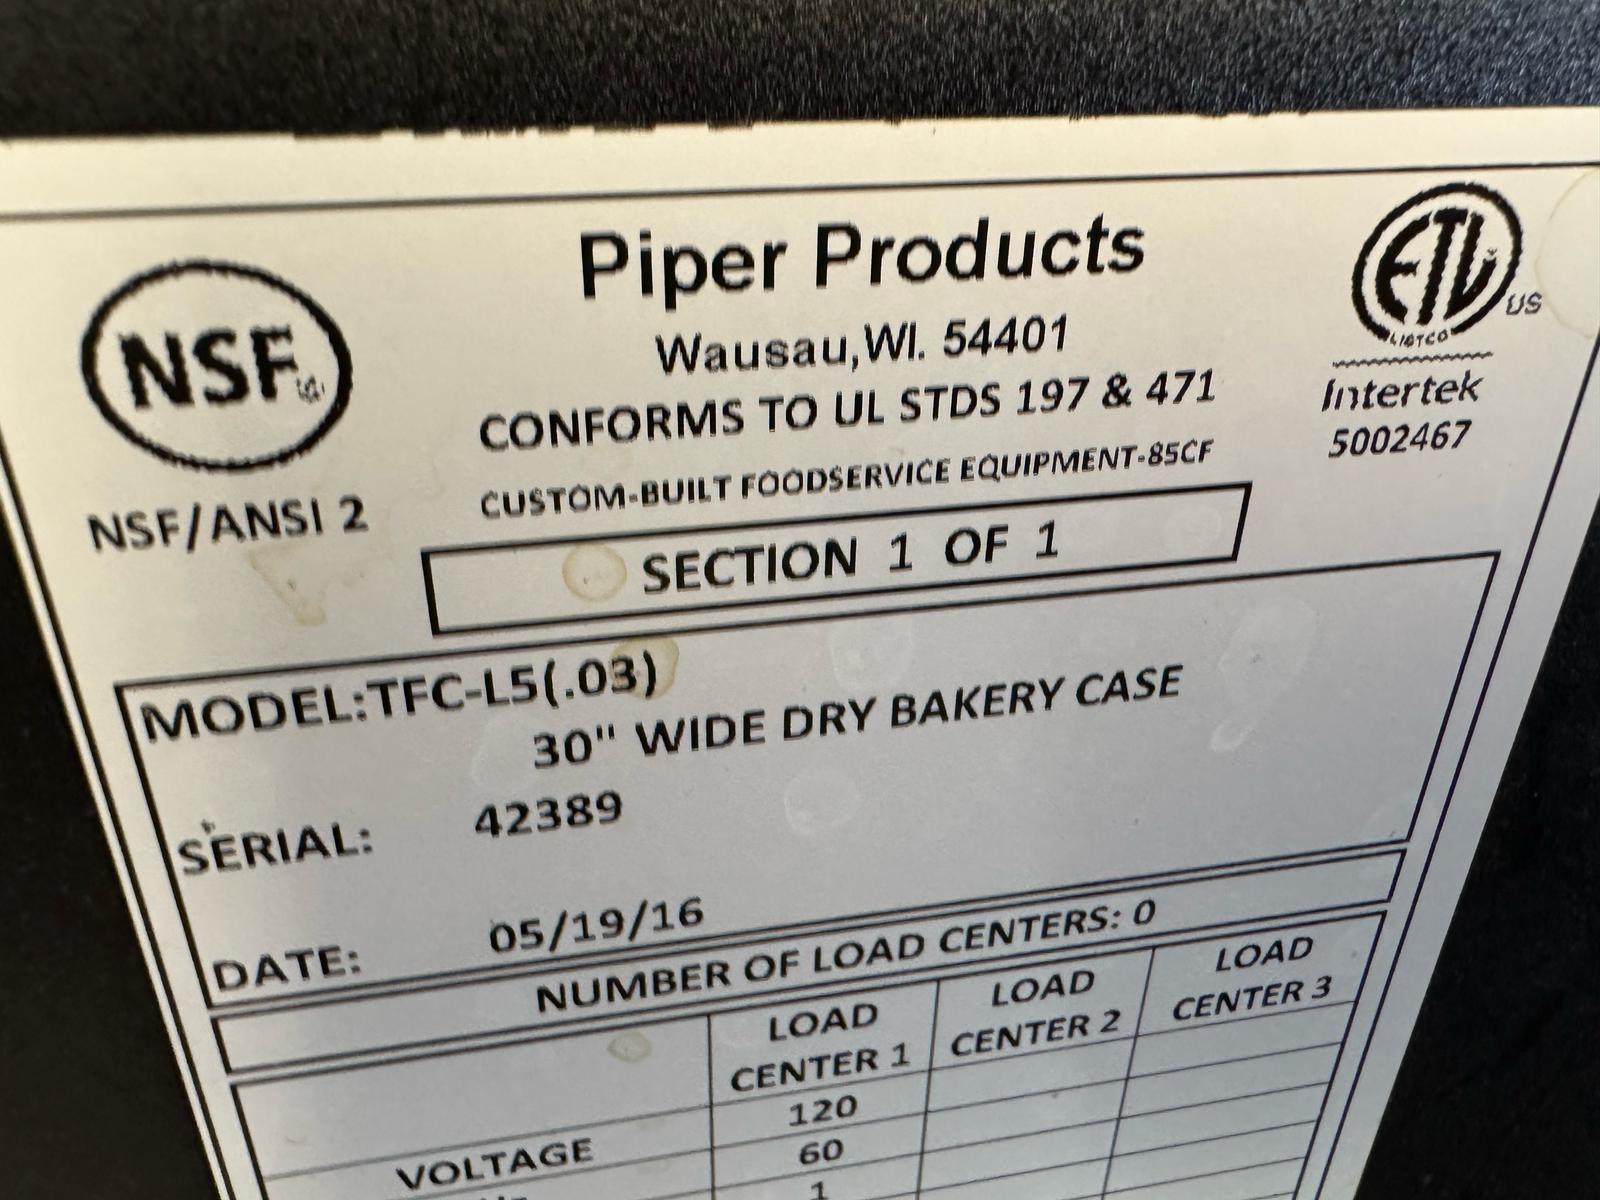 NSF
NSF/ANSI 2
Piper Products
Wausau,WI. 54401
CONFORMS TO UL STDS 197 & 471
CUSTOM-BUILT FOODSERVICE EQUIPMENT-85CF
ETL
US
Intertek
5002467
SECTION 1 OF 1
MODEL:TFC-L5(.03)
30" WIDE DRY BAKERY CASE
SERIAL: 42389
DATE: 05/19/16
NUMBER OF LOAD CENTERS: 0
LOAD CENTER 1
LOAD CENTER 2
LOAD CENTER 3
VOLTAGE 120
60
1